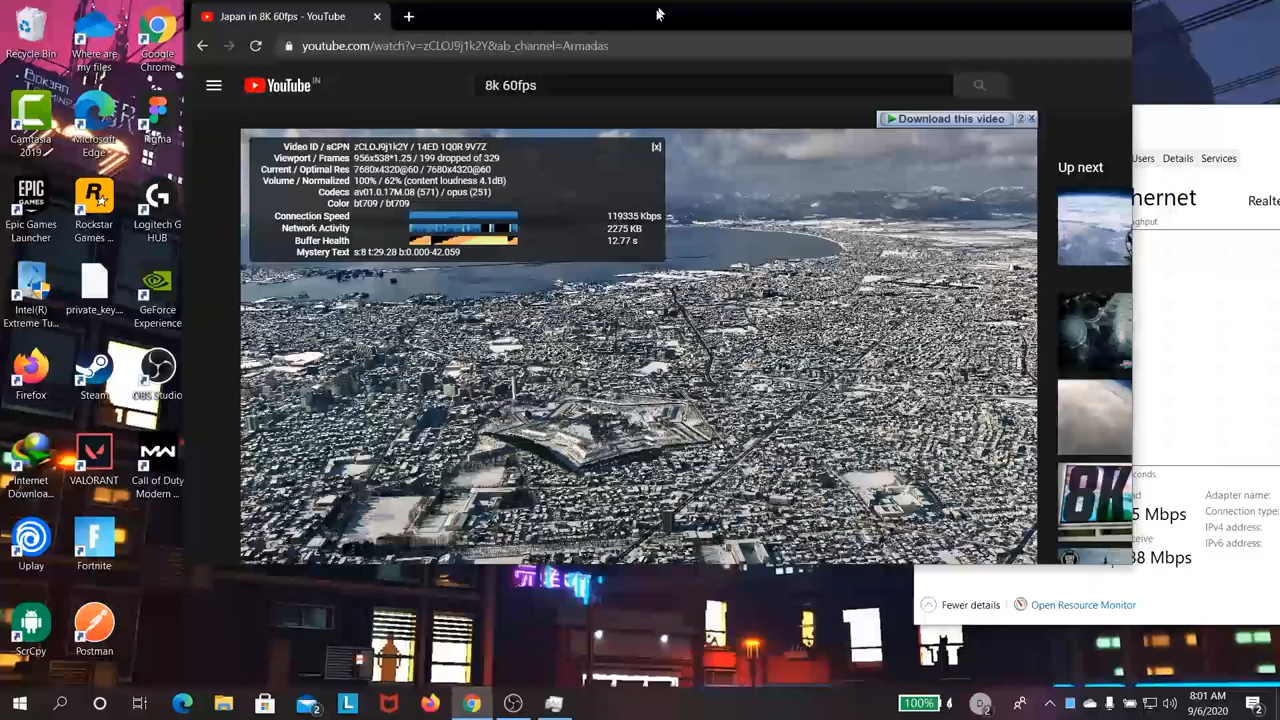 Japan in 8K 60fps - YouTube
youtube.com/watch?v=zCLOJ9j1k2Y&ab_channel=Armadas
YouTube IN
8k 60fps
Download this video ?
Video ID / sCPN zCLOJ9j1k2Y / 14ED 1Q0R 9V7Z
Viewport / Frames 956x538*1.25 / 199 dropped of 329
Current / Optimal Res 7680x4320@60 / 7680x4320@60
Volume / Normalized 100% / 62% (content loudness 4.1dB)
Codecs av01.0.17M.08 (571) / opus (251)
Color bt709 / bt709
Connection Speed 119335 Kbps
Network Activity 2275 KB
Buffer Health 12.77 s
Mystery Text s:8 t:29.28 b:0.000-42.059
[x]
Up next
8K
Users Details Services
hernet
Realte
ghput
conds
nd
5 Mbps
eive
38 Mbps
Adapter name:
Connection type:
IPv4 address:
IPv6 address:
Fewer details
Open Resource Monitor
Recycle Bin
Where are my files
Google Chrome
Camtasia 2019
Microsoft Edge
Figma
Epic Games Launcher
EPIC GAMES
Rockstar Games ...
Logitech G HUB
Intel(R) Extreme Tu...
private_key....
GeForce Experience
Firefox
Steam
OBS Studio
Internet Downloa...
VALORANT
Call of Duty Modern ...
Uplay
Fortnite
ScrCpy
Postman
100%
8:01 AM
9/6/2020